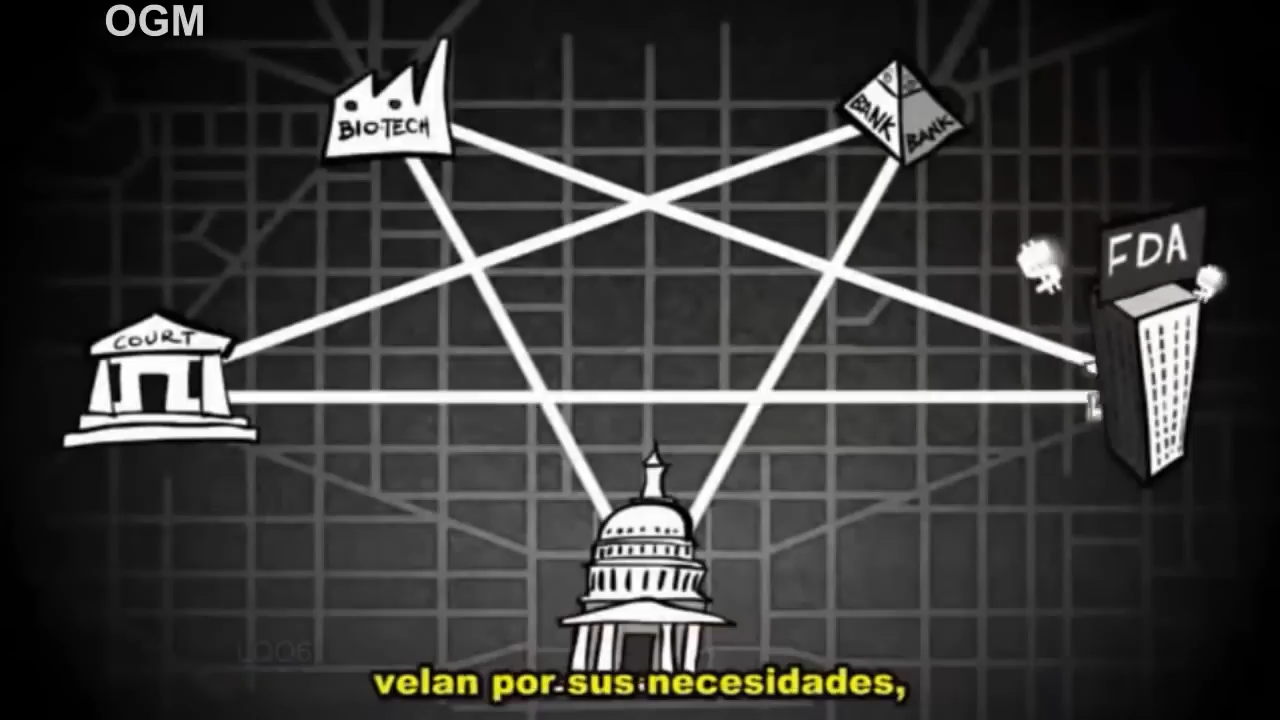 OGM
BIO-TECH
BANK BANK
FDA
COURT
velan por sus necesidades,